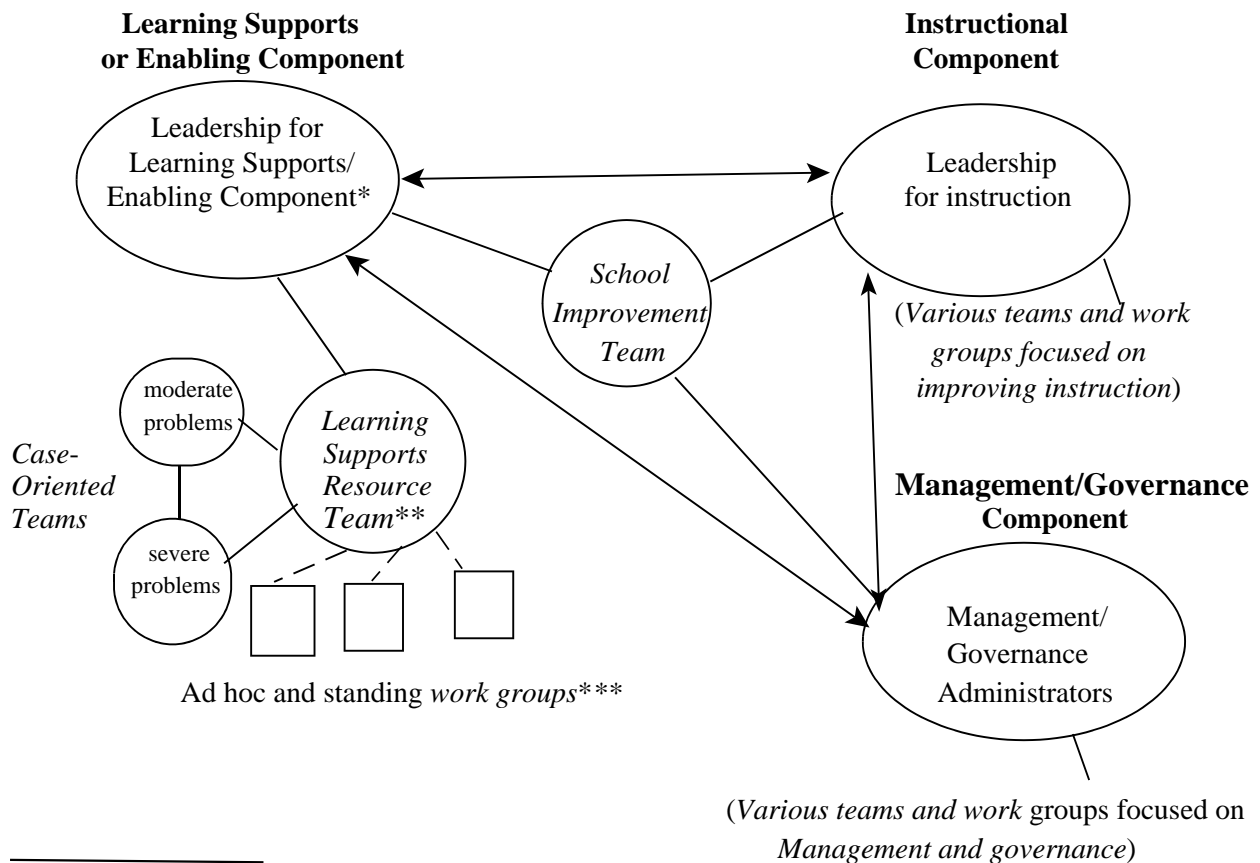 Learning Supports
or Enabling Component
Leadership for
Learning Supports/
Enabling Component*
Instructional
Component
Leadership
for instruction
School
Improvement
Team
(Various teams and work
groups focused on
improving instruction)
moderate
problems
Case-
Oriented
Teams
severe
problems
Learning
Supports
Resource
Team**
Ad hoc and standing work groups***
Management/Governance
Component
Management/
Governance
Administrators
(Various teams and work groups focused on
Management and governance)